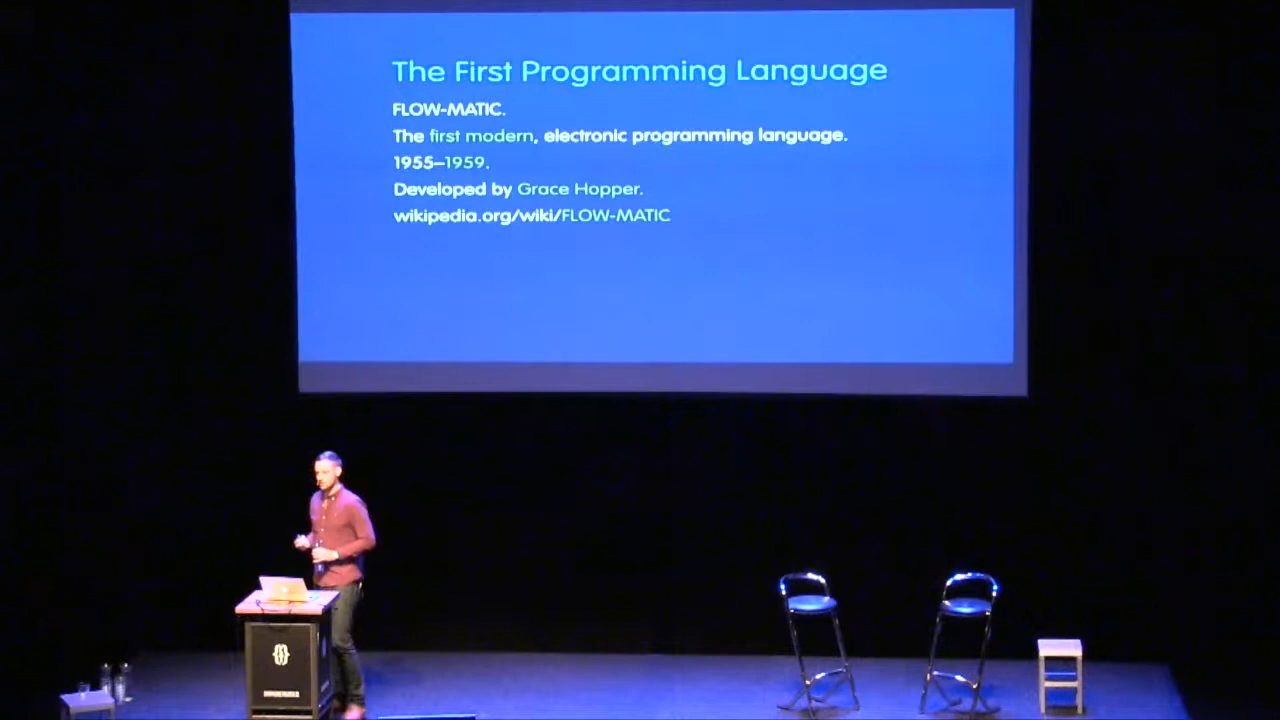 The First Programming Language
FLOW-MATIC.
The first modern, electronic programming language.
1955–1959.
Developed by Grace Hopper.
wikipedia.org/wiki/FLOW-MATIC